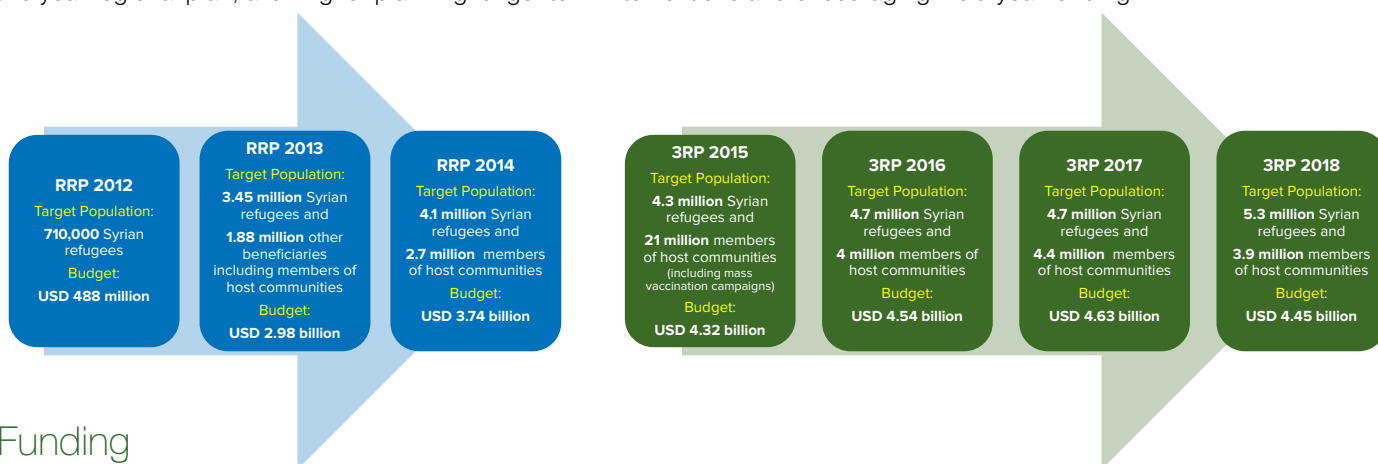 RRP 2012
Target Population:
710,000 Syrian
refugees
Budget:
USD 488 million
RRP 2013
Target Population:
3.45 million Syrian
refugees and
1.88 million other
beneficiaries
including members of
host communities
Budget:
USD 2.98 billion
RRP 2014
Target Population:
4.1 million Syrian
refugees and
2.7 million members
of host communities
Budget:
USD 3.74 billion
3RP 2015
Target Population:
4.3 million Syrian
refugees and
21 million members
of host communities
(including mass
vaccination campaigns)
Budget:
USD 4.32 billion
3RP 2016
Target Population:
4.7 million Syrian
refugees and
4 million members of
host communities
Budget:
USD 4.54 billion
3RP 2017
Target Population:
4.7 million Syrian
refugees and
4.4 million members
of host communities
Budget:
USD 4.63 billion
3RP 2018
Target Population:
5.3 million Syrian
refugees and
3.9 million members
of host communities
Budget:
USD 4.45 billion
Funding